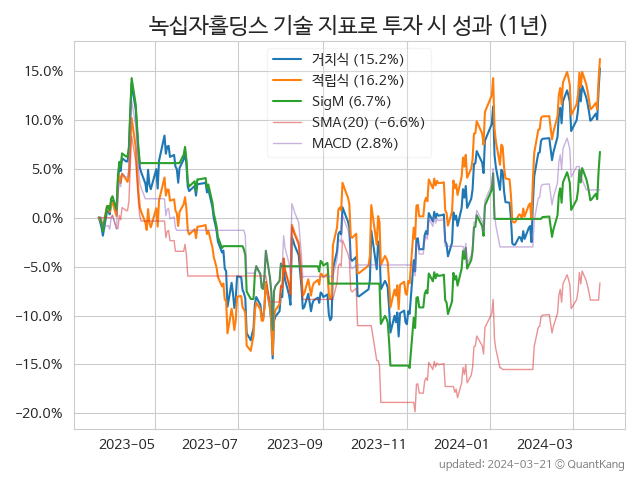 녹십자홀딩스 기술 지표로 투자 시 성과 (1년)
거치식 (15.2%)
적립식 (16.2%)
SigM (6.7%)
SMA(20) (−6.6%)
MACD (2.8%)
15.0%
10.0%
5.0%
0.0%
−5.0%
−10.0%
−15.0%
−20.0%
2023-05 2023-07 2023-09 2023-11 2024-01 2024-03
updated: 2024-03-21 © QuantKang